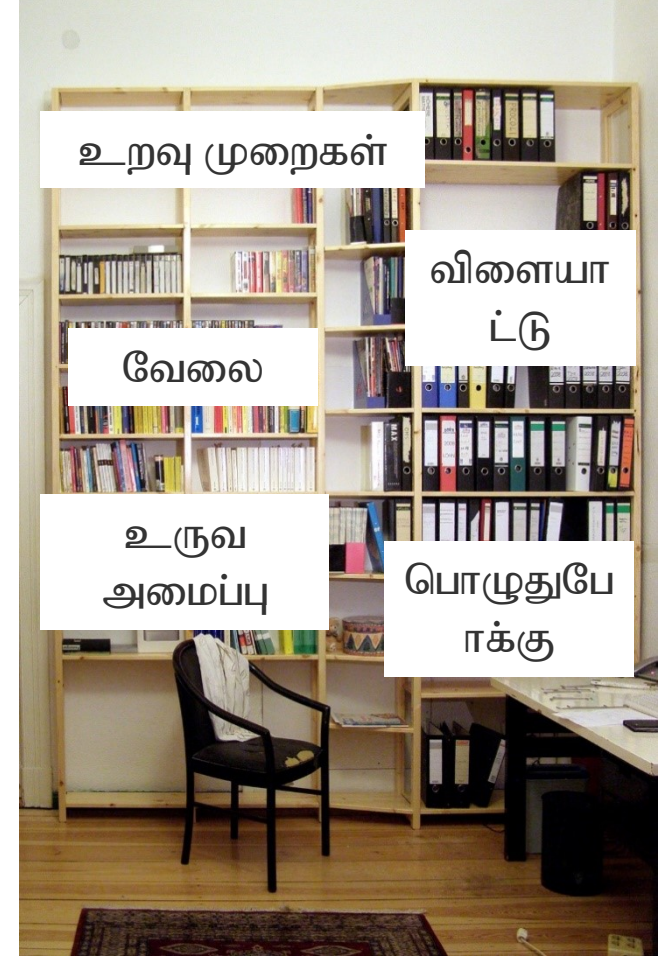 உறவு முறைகள்
விளையா
ட்டு
வேலை
உருவ
அமைப்பு
பொழுதுபே
ாக்கு